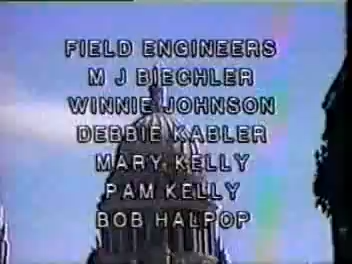 FIELD ENGINEERS
M J BIECHLER
WINNIE JOHNSON
DEBBIE KABLER
MARY KELLY
PAM KELLY
BOB HALPOP